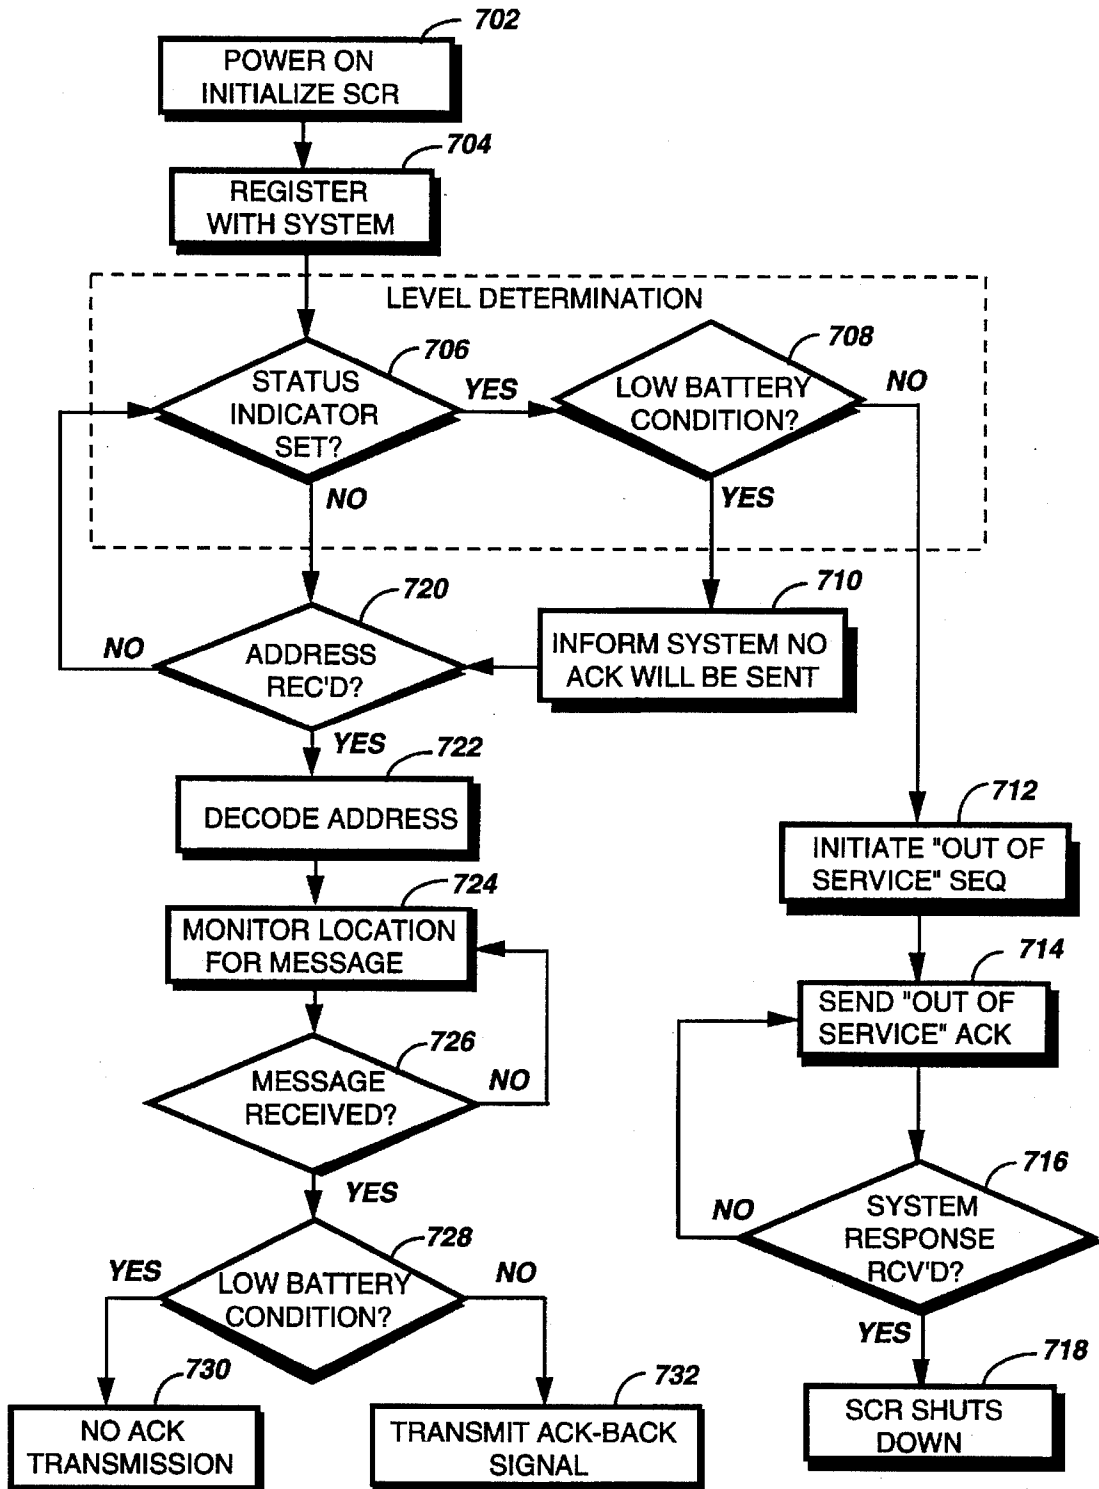 702
POWER ON
INITIALIZE SCR
704
REGISTER
WITH SYSTEM
LEVEL DETERMINATION
706
STATUS
INDICATOR
SET?
YES
NO
708
LOW BATTERY
CONDITION?
NO
YES
710
INFORM SYSTEM NO
ACK WILL BE SENT
720
ADDRESS
REC'D?
NO
YES
722
DECODE ADDRESS
724
MONITOR LOCATION
FOR MESSAGE
726
MESSAGE
RECEIVED?
NO
YES
728
LOW BATTERY
CONDITION?
YES
NO
730
NO ACK
TRANSMISSION
732
TRANSMIT ACK-BACK
SIGNAL
712
INITIATE "OUT OF
SERVICE" SEQ
714
SEND "OUT OF
SERVICE" ACK
716
SYSTEM
RESPONSE
RCV'D?
NO
YES
718
SCR SHUTS
DOWN